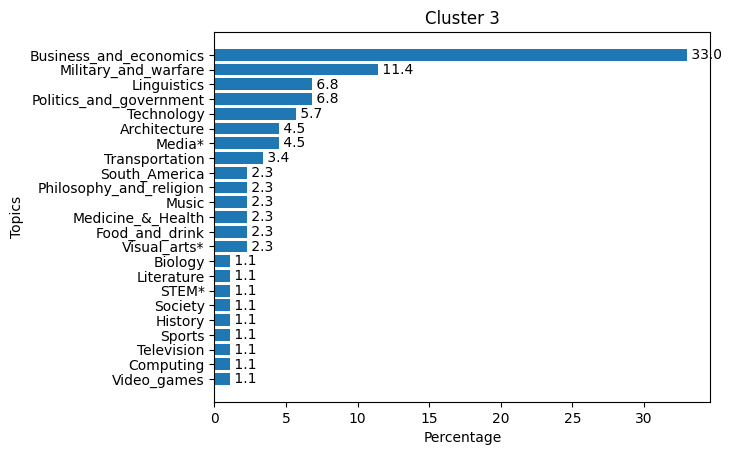 Cluster 3
Business_and_economics 33.0
Military_and_warfare 11.4
Linguistics 6.8
Politics_and_government 6.8
Technology 5.7
Architecture 4.5
Media* 4.5
Transportation 3.4
South_America 2.3
Philosophy_and_religion 2.3
Music 2.3
Medicine_&_Health 2.3
Food_and_drink 2.3
Visual_arts* 2.3
Biology 1.1
Literature 1.1
STEM* 1.1
Society 1.1
History 1.1
Sports 1.1
Television 1.1
Computing 1.1
Video_games 1.1
Topics
0 5 10 15 20 25 30
Percentage